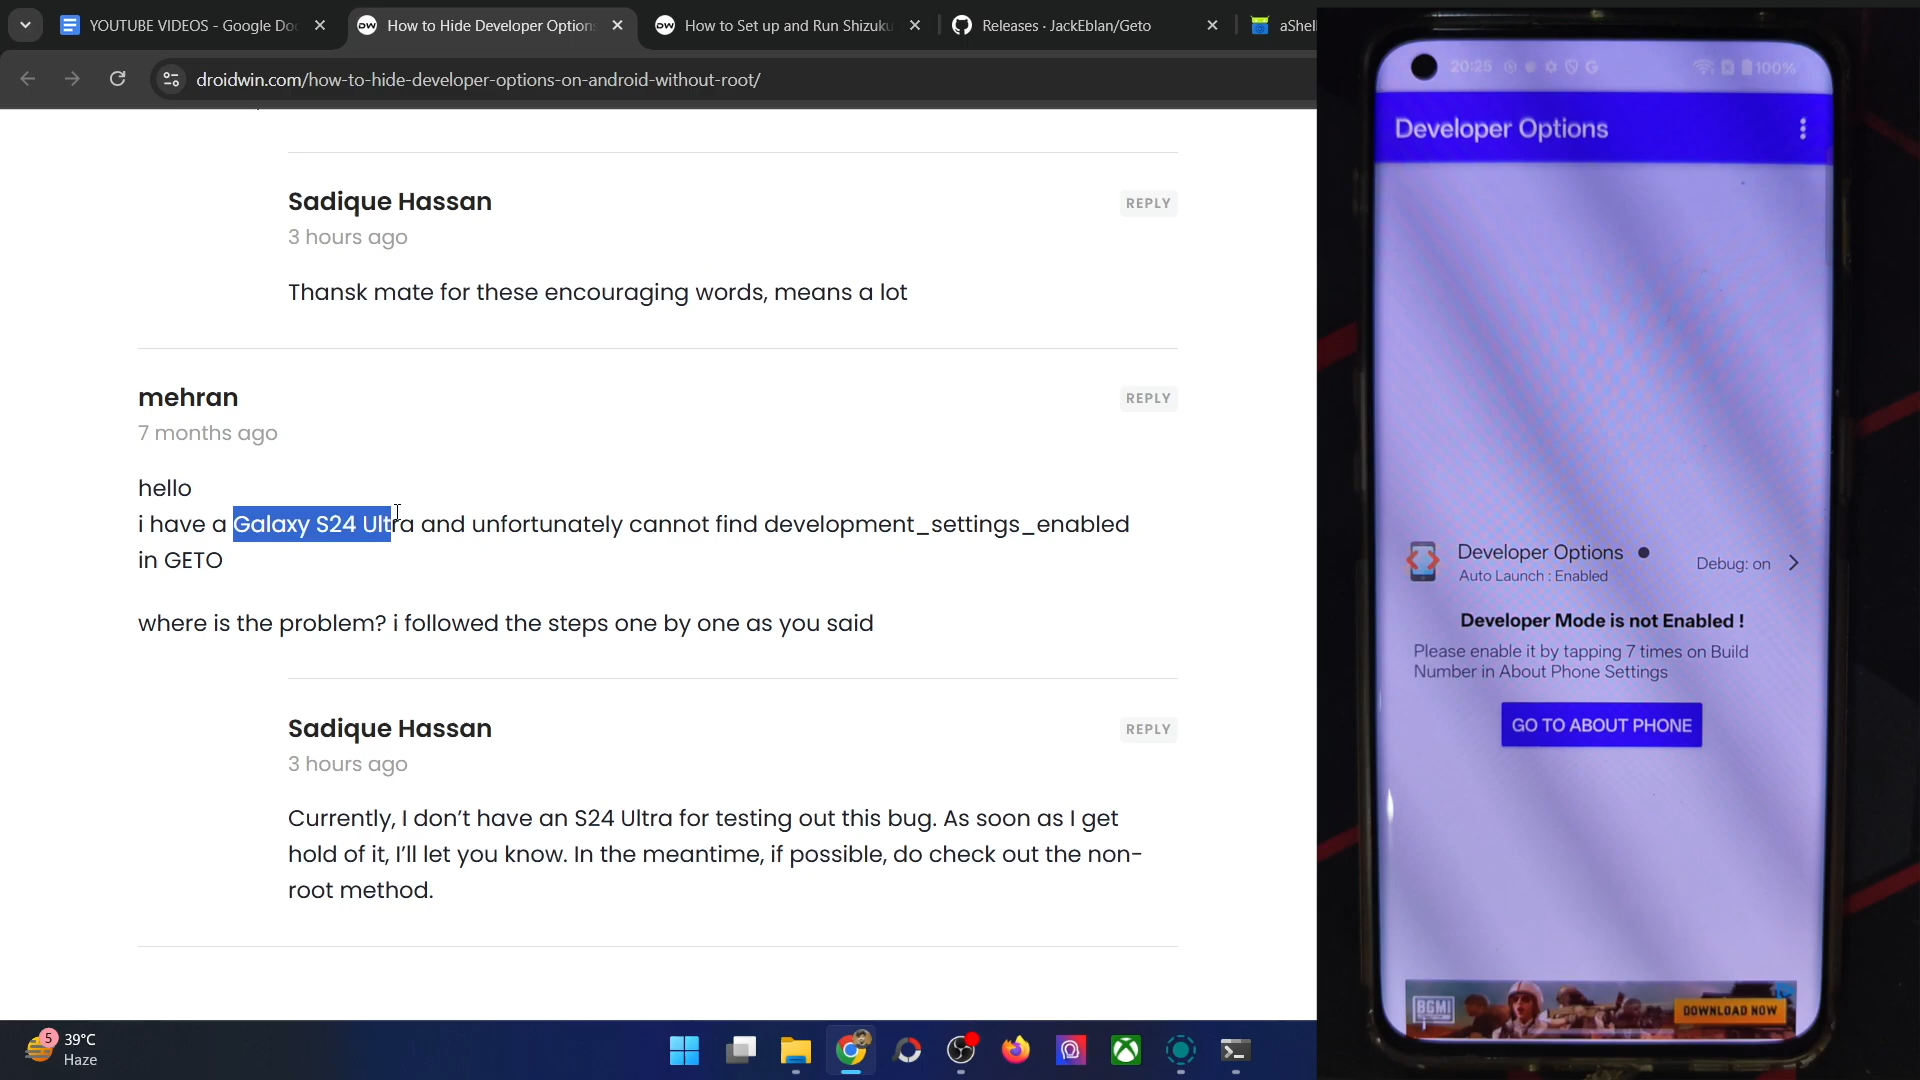 YOUTUBE VIDEOS - Google Doc
How to Hide Developer Options
How to Set up and Run Shizuku
Releases · JackEblan/Geto
aShell
droidwin.com/how-to-hide-developer-options-on-android-without-root/
Sadique Hassan
REPLY
3 hours ago
Thansk mate for these encouraging words, means a lot
mehran
REPLY
7 months ago
hello
i have a Galaxy S24 Ultra and unfortunately cannot find development_settings_enabled
in GETO
where is the problem? i followed the steps one by one as you said
Sadique Hassan
REPLY
3 hours ago
Currently, I don’t have an S24 Ultra for testing out this bug. As soon as I get
hold of it, I’ll let you know. In the meantime, if possible, do check out the non-
root method.
5
39°C
Haze
20:25
100%
Developer Options
Developer Options
Auto Launch : Enabled
Debug: on
Developer Mode is not Enabled !
Please enable it by tapping 7 times on Build
Number in About Phone Settings
GO TO ABOUT PHONE
BGMI
DOWNLOAD NOW